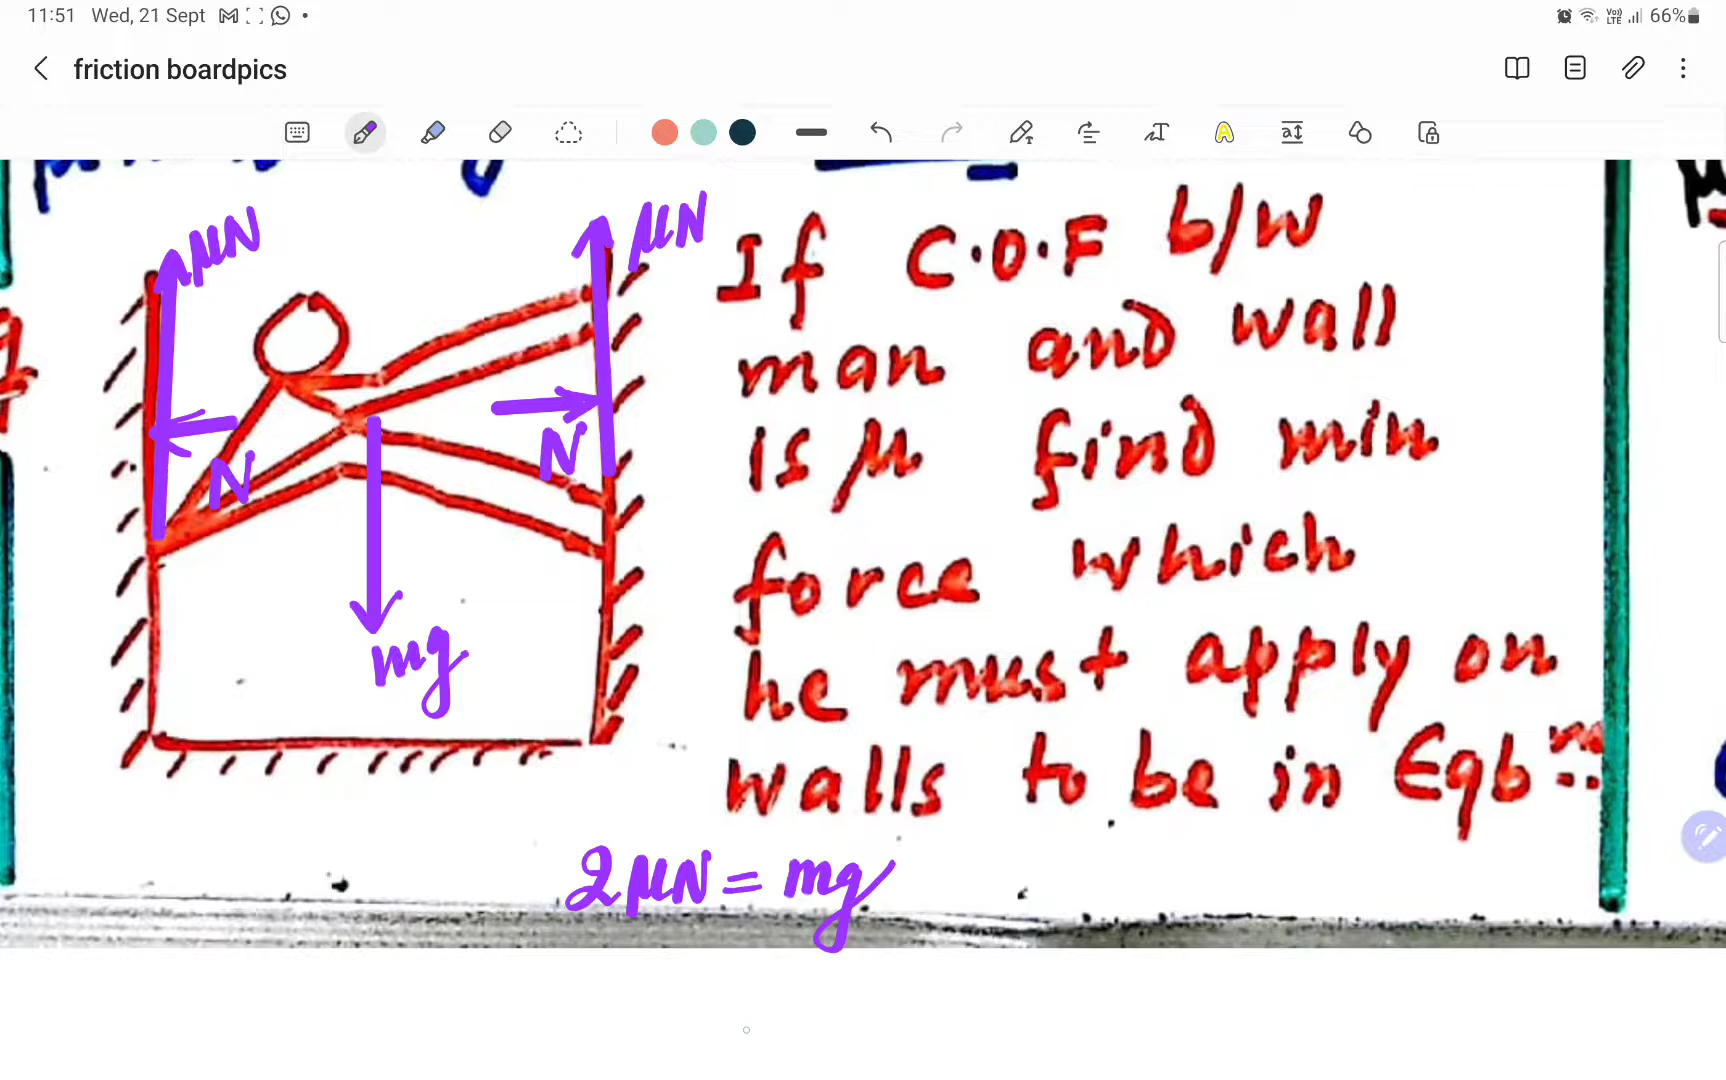 11:51 Wed, 21 Sept
66%
friction boardpics
μN
μN
N
N
mg
If C.O.F b/w
man and wall
is μ find min
force which
he must apply on
walls to be in Eqbm
2μN = mg